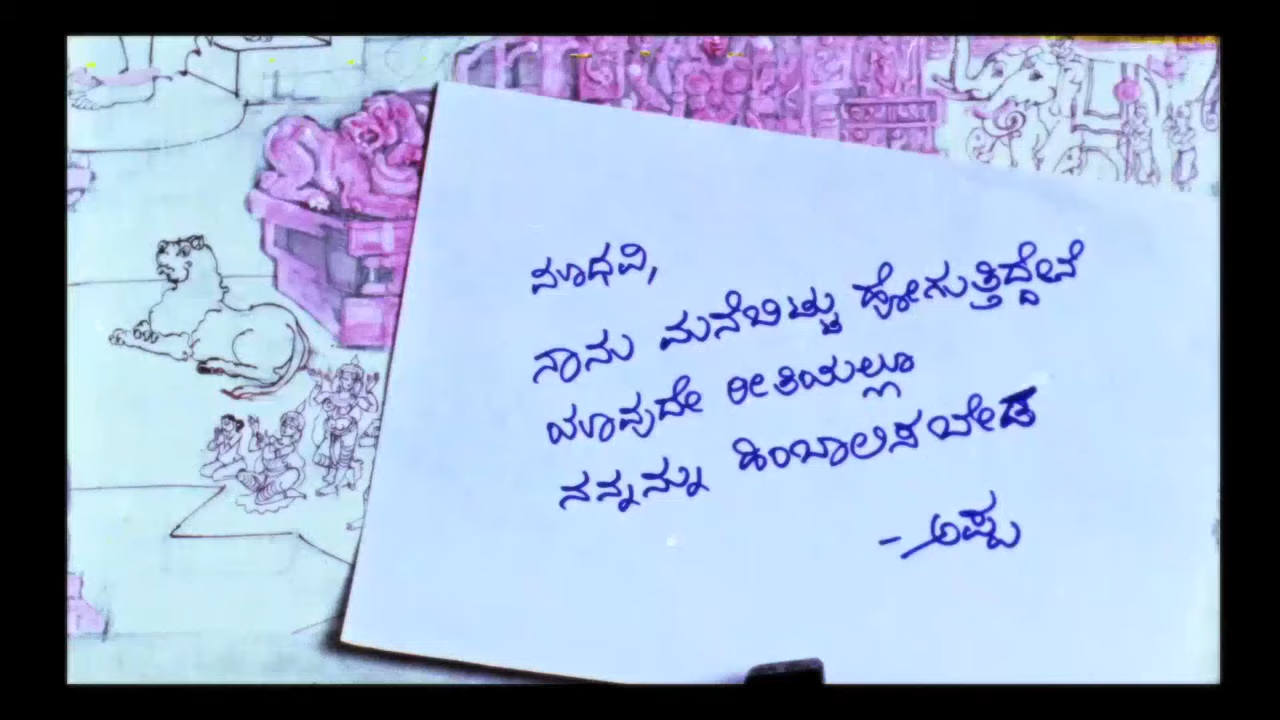 ಮಾಧವಿ,
ನಾನು ಮನೆಬಿಟ್ಟು ಹೋಗುತ್ತಿದ್ದೇನೆ
ಯಾವುದೇ ರೀತಿಯಲ್ಲೂ
ನನ್ನನ್ನು ಹಿಂಬಾಲಿಸಬೇಡ
- ಅಪ್ಪು